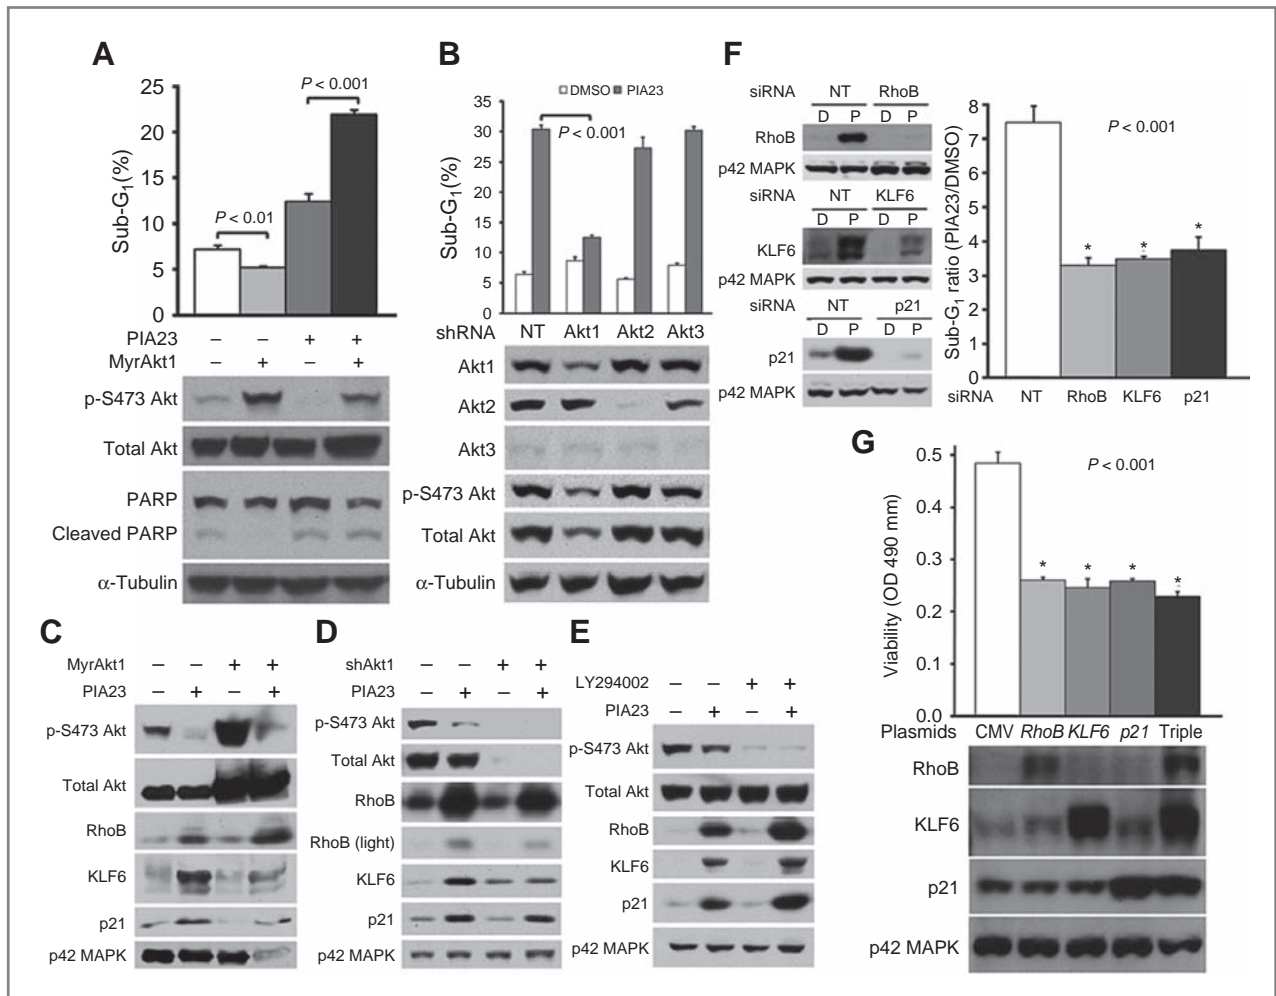 A
25
20
15
10
5
0
Sub-G1(%)
P < 0.01
P < 0.001
PIA23 – – + +
MyrAkt1 – + – +
p-S473 Akt
Total Akt
PARP
Cleaved PARP
α-Tubulin
B
DMSO PIA23
35
30
25
20
15
10
5
0
Sub-G1(%)
P < 0.001
shRNA NT Akt1 Akt2 Akt3
Akt1
Akt2
Akt3
p-S473 Akt
Total Akt
α-Tubulin
C
MyrAkt1 – – + +
PIA23 – + – +
p-S473 Akt
Total Akt
RhoB
KLF6
p21
p42 MAPK
D
shAkt1 – – + +
PIA23 – + – +
p-S473 Akt
Total Akt
RhoB
RhoB (light)
KLF6
p21
p42 MAPK
E
LY294002 – – + +
PIA23 – + – +
p-S473 Akt
Total Akt
RhoB
KLF6
p21
p42 MAPK
F
siRNA NT RhoB
D P D P
RhoB
p42 MAPK
siRNA NT KLF6
D P D P
KLF6
p42 MAPK
siRNA NT p21
D P D P
p21
p42 MAPK
8
7
6
5
4
3
2
1
0
Sub-G1 ratio (PIA23/DMSO)
P < 0.001
* * *
siRNA NT RhoB KLF6 p21
G
0.5
0.4
0.3
0.2
0.1
0.0
Viability (OD 490 mm)
P < 0.001
* * * *
Plasmids CMV RhoB KLF6 p21 Triple
RhoB
KLF6
p21
p42 MAPK